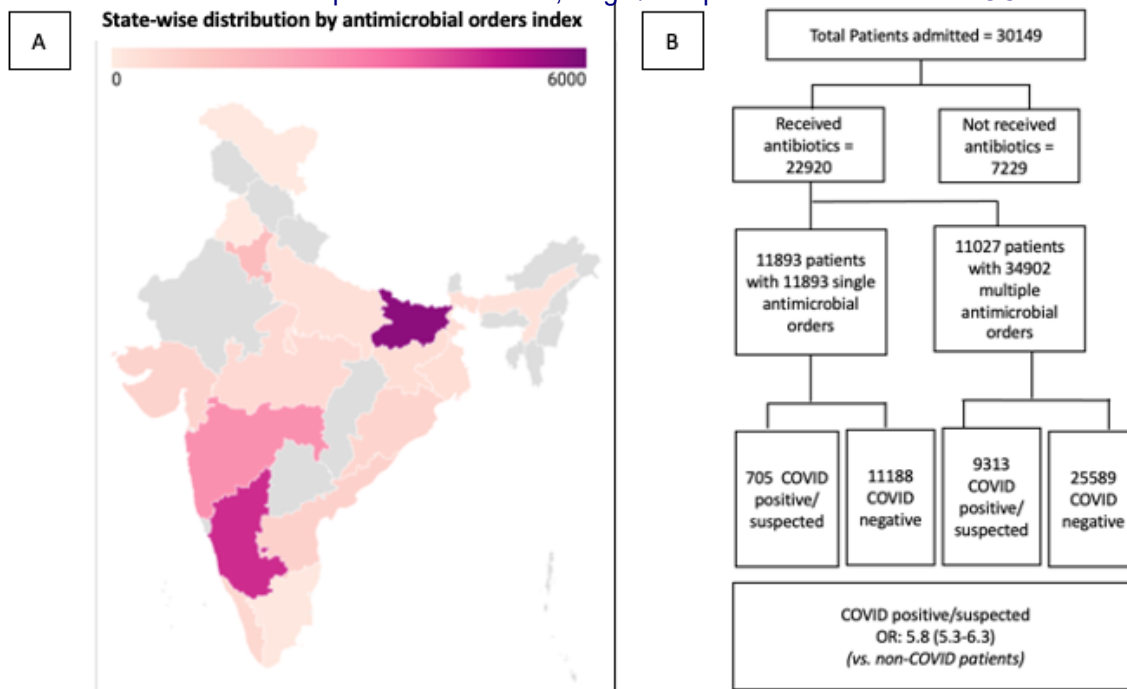 A
State-wise distribution by antimicrobial orders index
0
6000
B
Total Patients admitted = 30149
Received
antibiotics =
22920
Not received
antibiotics =
7229
11893 patients
with 11893 single
antimicrobial
orders
11027 patients
with 34902
multiple
antimicrobial
orders
705 COVID
positive/
suspected
11188
COVID
negative
9313
COVID
positive/
suspected
25589
COVID
negative
COVID positive/suspected
OR: 5.8 (5.3-6.3)
(vs. non-COVID patients)